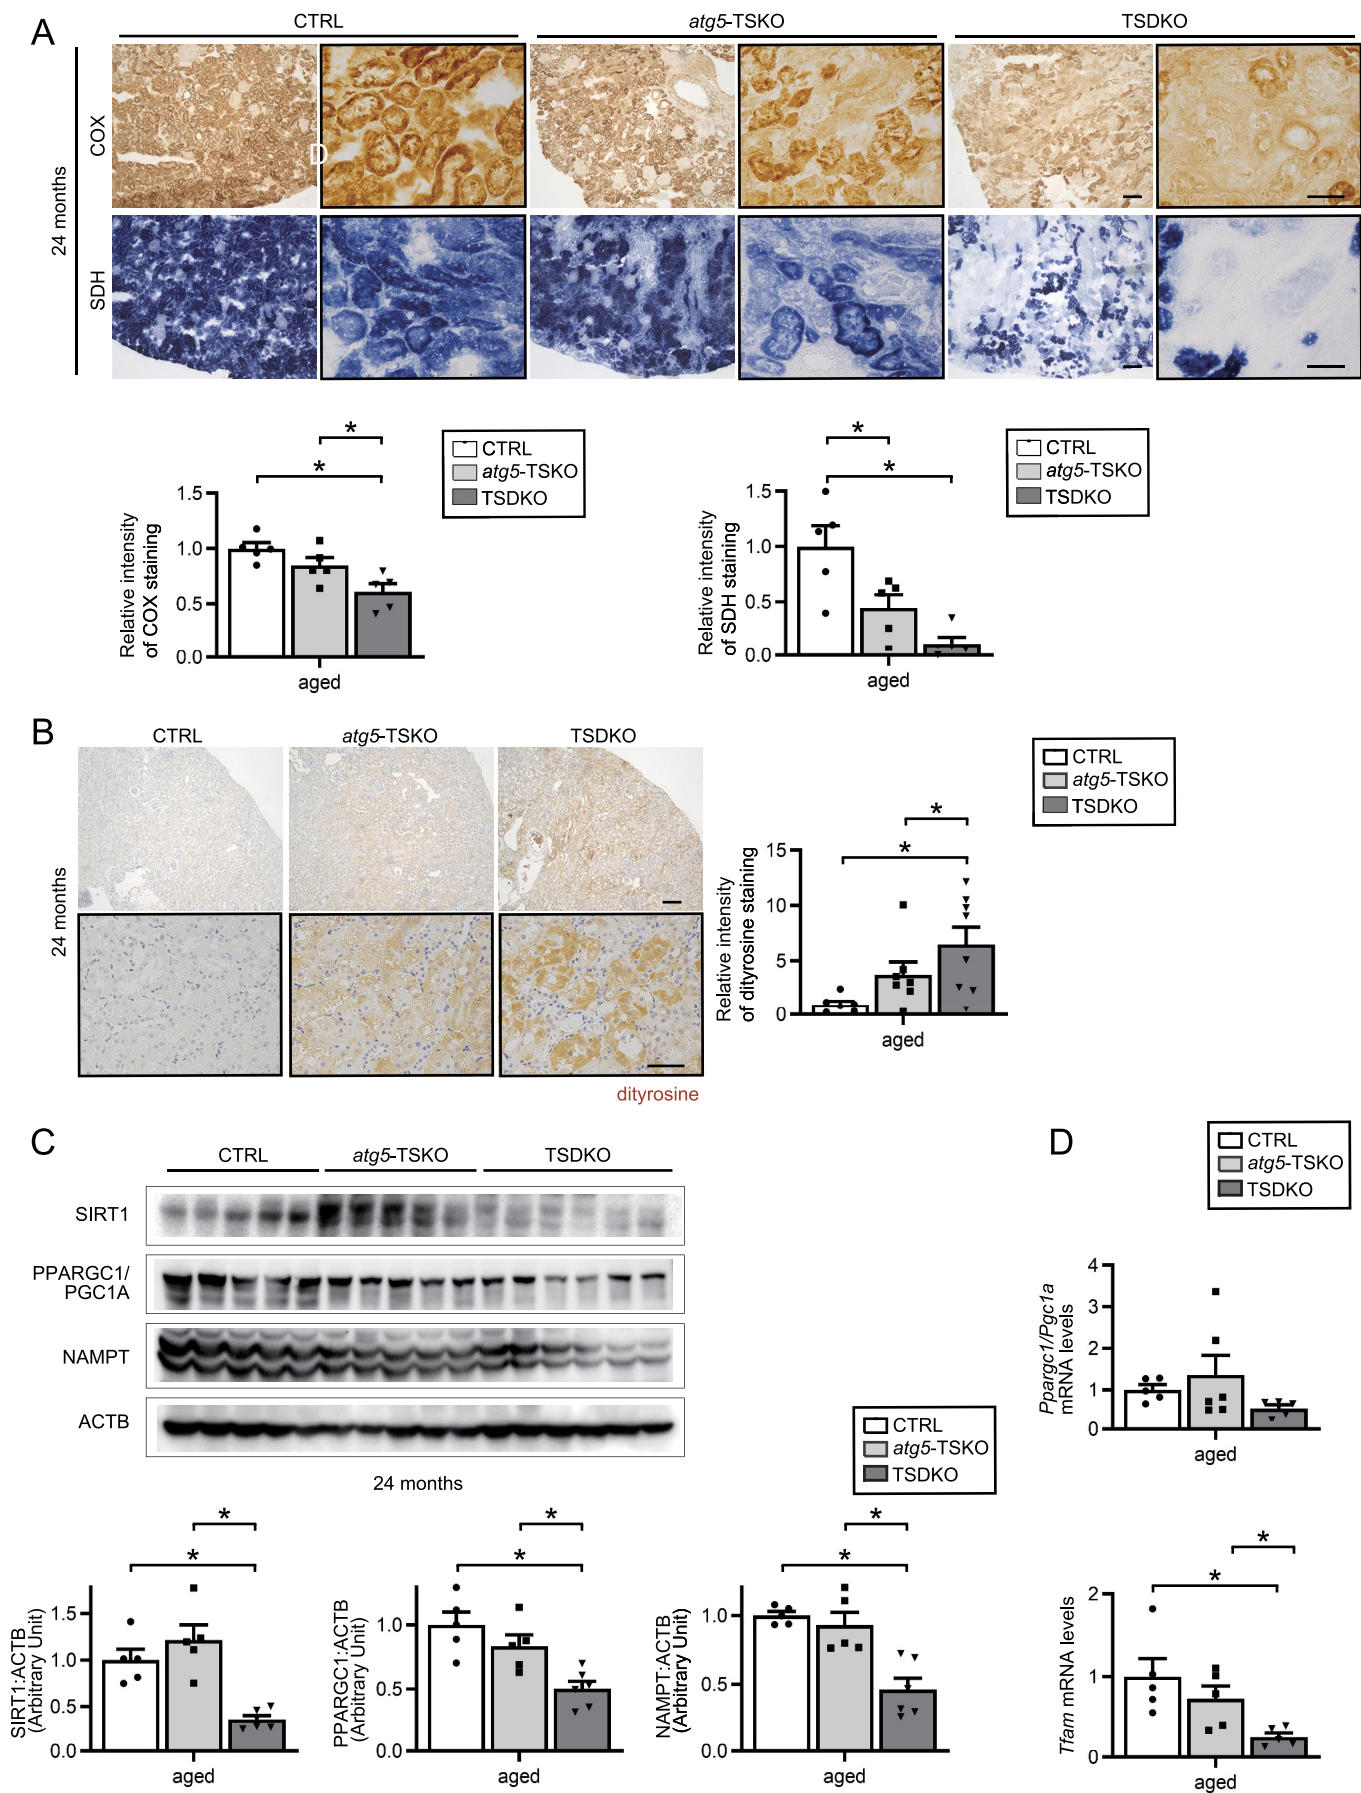 A
CTRL
atg5-TSKO
TSDKO
24 months
COX
D
SDH
Relative intensity
of COX staining
1.5
1.0
0.5
0.0
*
*
aged
CTRL
atg5-TSKO
TSDKO
Relative intensity
of SDH staining
1.5
1.0
0.5
0.0
*
*
aged
CTRL
atg5-TSKO
TSDKO
B
CTRL
atg5-TSKO
TSDKO
24 months
dityrosine
Relative intensity
of dityrosine staining
15
10
5
0
*
*
aged
CTRL
atg5-TSKO
TSDKO
C
CTRL
atg5-TSKO
TSDKO
SIRT1
PPARGC1/
PGC1A
NAMPT
ACTB
24 months
CTRL
atg5-TSKO
TSDKO
SIRT1:ACTB
(Arbitrary Unit)
1.5
1.0
0.5
0.0
*
*
aged
PPARGC1:ACTB
(Arbitrary Unit)
1.0
0.5
0.0
*
*
aged
NAMPT:ACTB
(Arbitrary Unit)
1.0
0.5
0.0
*
*
aged
D
CTRL
atg5-TSKO
TSDKO
Ppargc1/Pgc1a
mRNA levels
4
3
2
1
0
aged
Tfam mRNA levels
2
1
0
*
*
aged